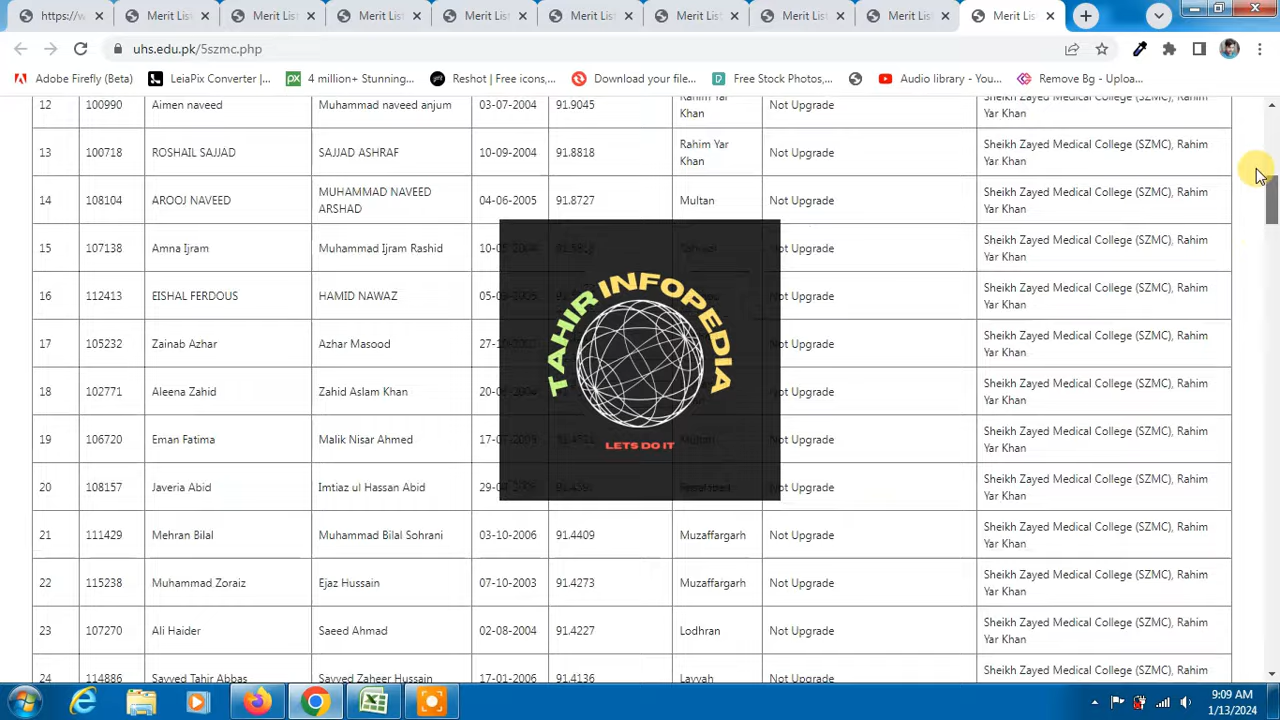 https://w
Merit Lis
Merit List
Merit Lis
Merit Lis
Merit Lis
Merit Lis
Merit Lis
Merit Lis
Merit Lis
uhs.edu.pk/5szmc.php
Adobe Firefly (Beta)
LeiaPix Converter |...
4 million+ Stunning...
Reshot | Free icons,...
Download your file...
Free Stock Photos,...
Audio library - You...
Remove Bg - Uploa...
12 100990 Aimen naveed Muhammad naveed anjum 03-07-2004 91.9045 Rahim Yar Khan Not Upgrade Sheikh Zayed Medical College (SZMC), Rahim Yar Khan
13 100718 ROSHAIL SAJJAD SAJJAD ASHRAF 10-09-2004 91.8818 Rahim Yar Khan Not Upgrade Sheikh Zayed Medical College (SZMC), Rahim Yar Khan
14 108104 AROOJ NAVEED MUHAMMAD NAVEED ARSHAD 04-06-2005 91.8727 Multan Not Upgrade Sheikh Zayed Medical College (SZMC), Rahim Yar Khan
15 107138 Amna Ijram Muhammad Ijram Rashid Not Upgrade Sheikh Zayed Medical College (SZMC), Rahim Yar Khan
16 112413 EISHAL FERDOUS HAMID NAWAZ Not Upgrade Sheikh Zayed Medical College (SZMC), Rahim Yar Khan
17 105232 Zainab Azhar Azhar Masood Not Upgrade Sheikh Zayed Medical College (SZMC), Rahim Yar Khan
18 102771 Aleena Zahid Zahid Aslam Khan Not Upgrade Sheikh Zayed Medical College (SZMC), Rahim Yar Khan
19 106720 Eman Fatima Malik Nisar Ahmed Not Upgrade Sheikh Zayed Medical College (SZMC), Rahim Yar Khan
20 108157 Javeria Abid Imtiaz ul Hassan Abid Not Upgrade Sheikh Zayed Medical College (SZMC), Rahim Yar Khan
21 111429 Mehran Bilal Muhammad Bilal Sohrani 03-10-2006 91.4409 Muzaffargarh Not Upgrade Sheikh Zayed Medical College (SZMC), Rahim Yar Khan
22 115238 Muhammad Zoraiz Ejaz Hussain 07-10-2003 91.4273 Muzaffargarh Not Upgrade Sheikh Zayed Medical College (SZMC), Rahim Yar Khan
23 107270 Ali Haider Saeed Ahmad 02-08-2004 91.4227 Lodhran Not Upgrade Sheikh Zayed Medical College (SZMC), Rahim Yar Khan
24 114886 Sayyed Tahir Abbas Sayyed Zaheer Hussain 17-01-2006 91.4136 Layyah Not Upgrade Sheikh Zayed Medical College (SZMC), Rahim
TAHIR INFOPEDIA
LETS DO IT
9:09 AM
1/13/2024